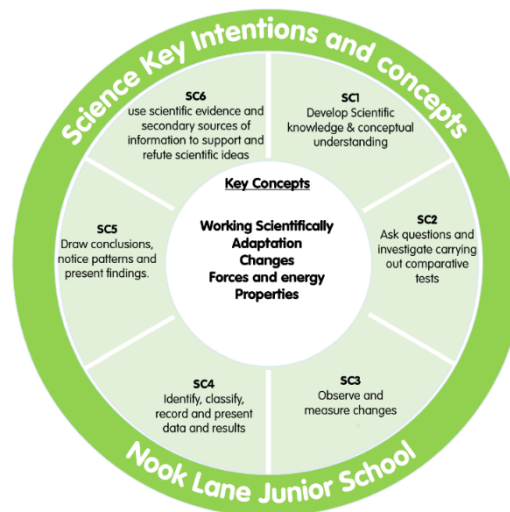 Science Key Intentions and concepts
SC1
Develop Scientific
knowledge & conceptual
understanding
SC2
Ask questions and
investigate carrying
out comparative
tests
SC3
Observe and
measure changes
SC4
Identify, classify,
record and present
data and results
SC5
Draw conclusions,
notice patterns and
present findings.
SC6
use scientific evidence and
secondary sources of
information to support and
refute scientific ideas
Key Concepts
Working Scientifically
Adaptation
Changes
Forces and energy
Properties
Nook Lane Junior School